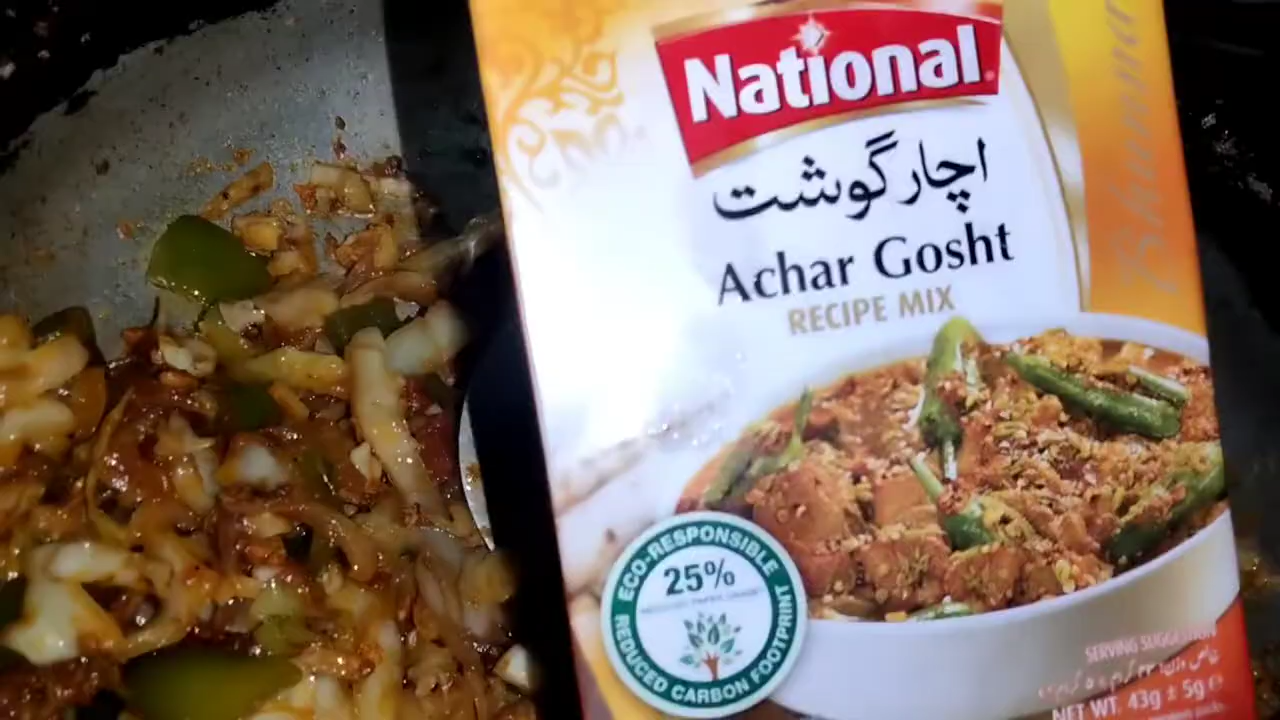 National
اچار گوشت
Achar Gosht
RECIPE MIX
ECO-RESPONSIBLE
25%
REDUCED CARBON FOOTPRINT
SERVING SUGGESTION
NET WT. 43g ± 5g e